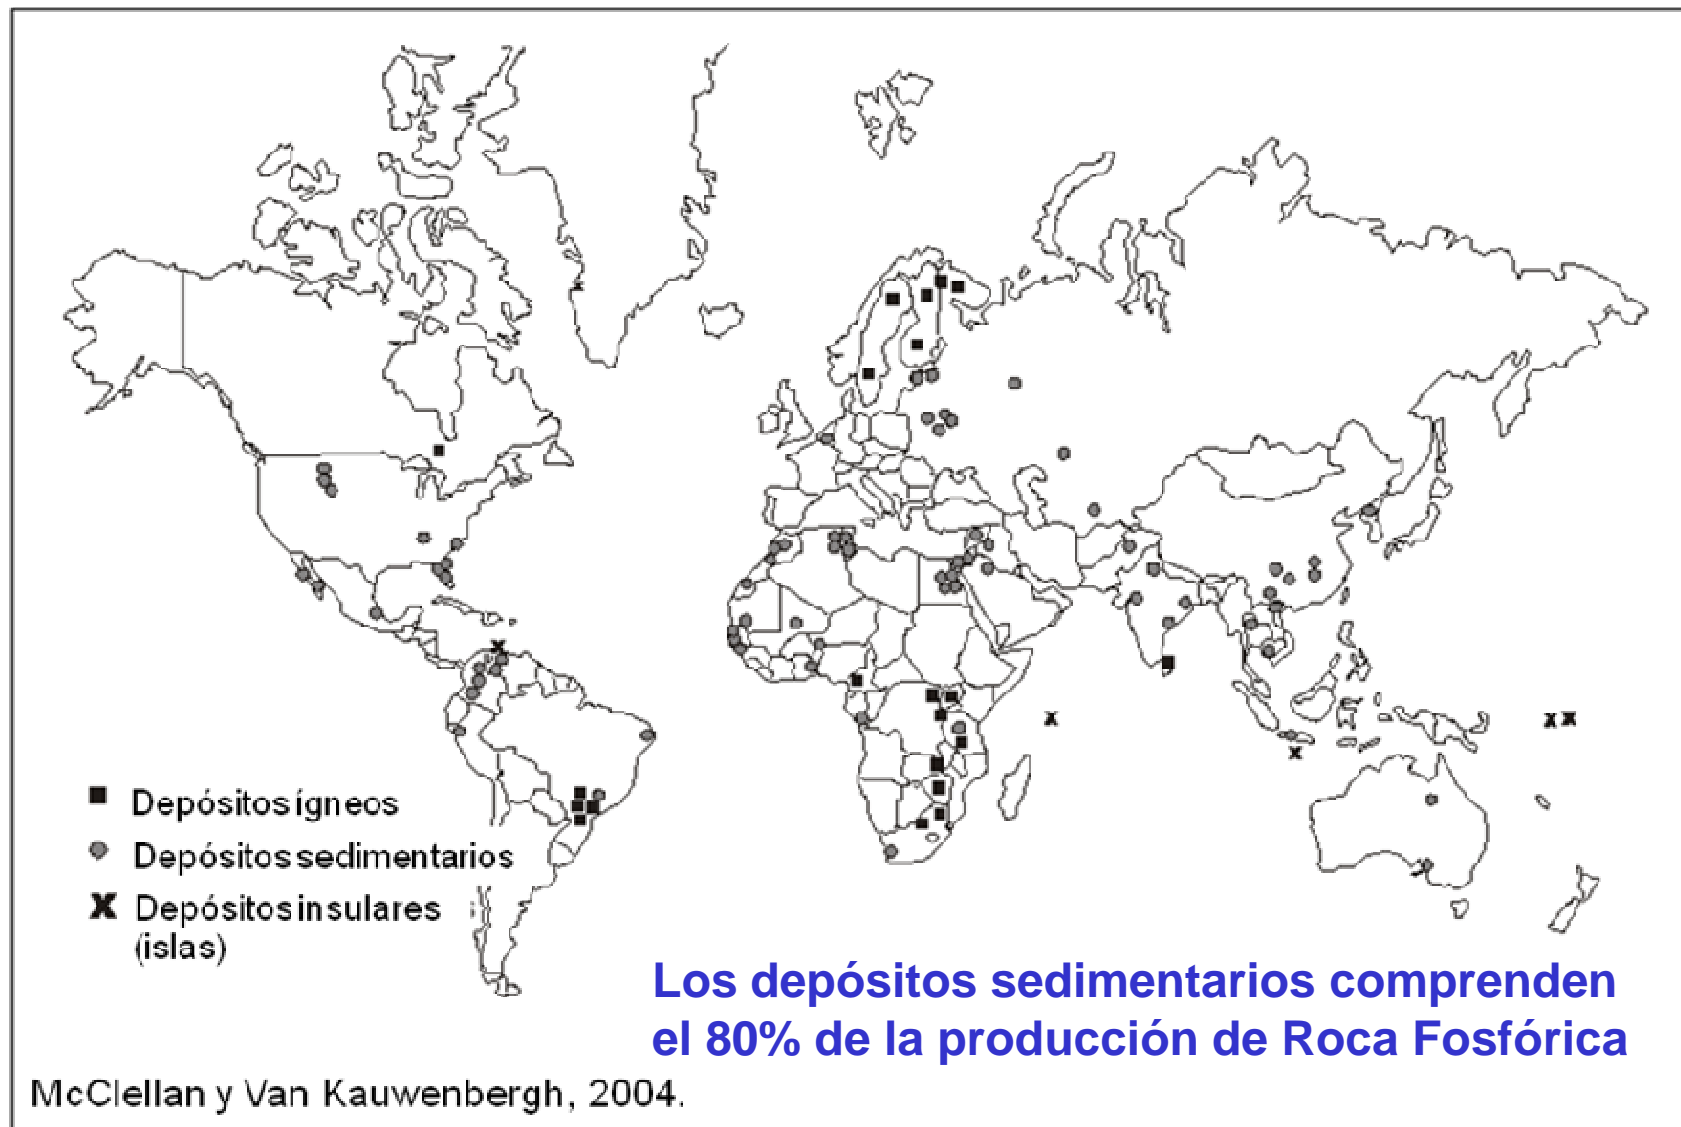 Depósitos ígneos
Depósitos sedimentarios
x Depósitos insulares
(islas)
Los depósitos sedimentarios comprenden
el 80% de la producción de Roca Fosfórica
McClellan y Van Kauwenbergh, 2004.